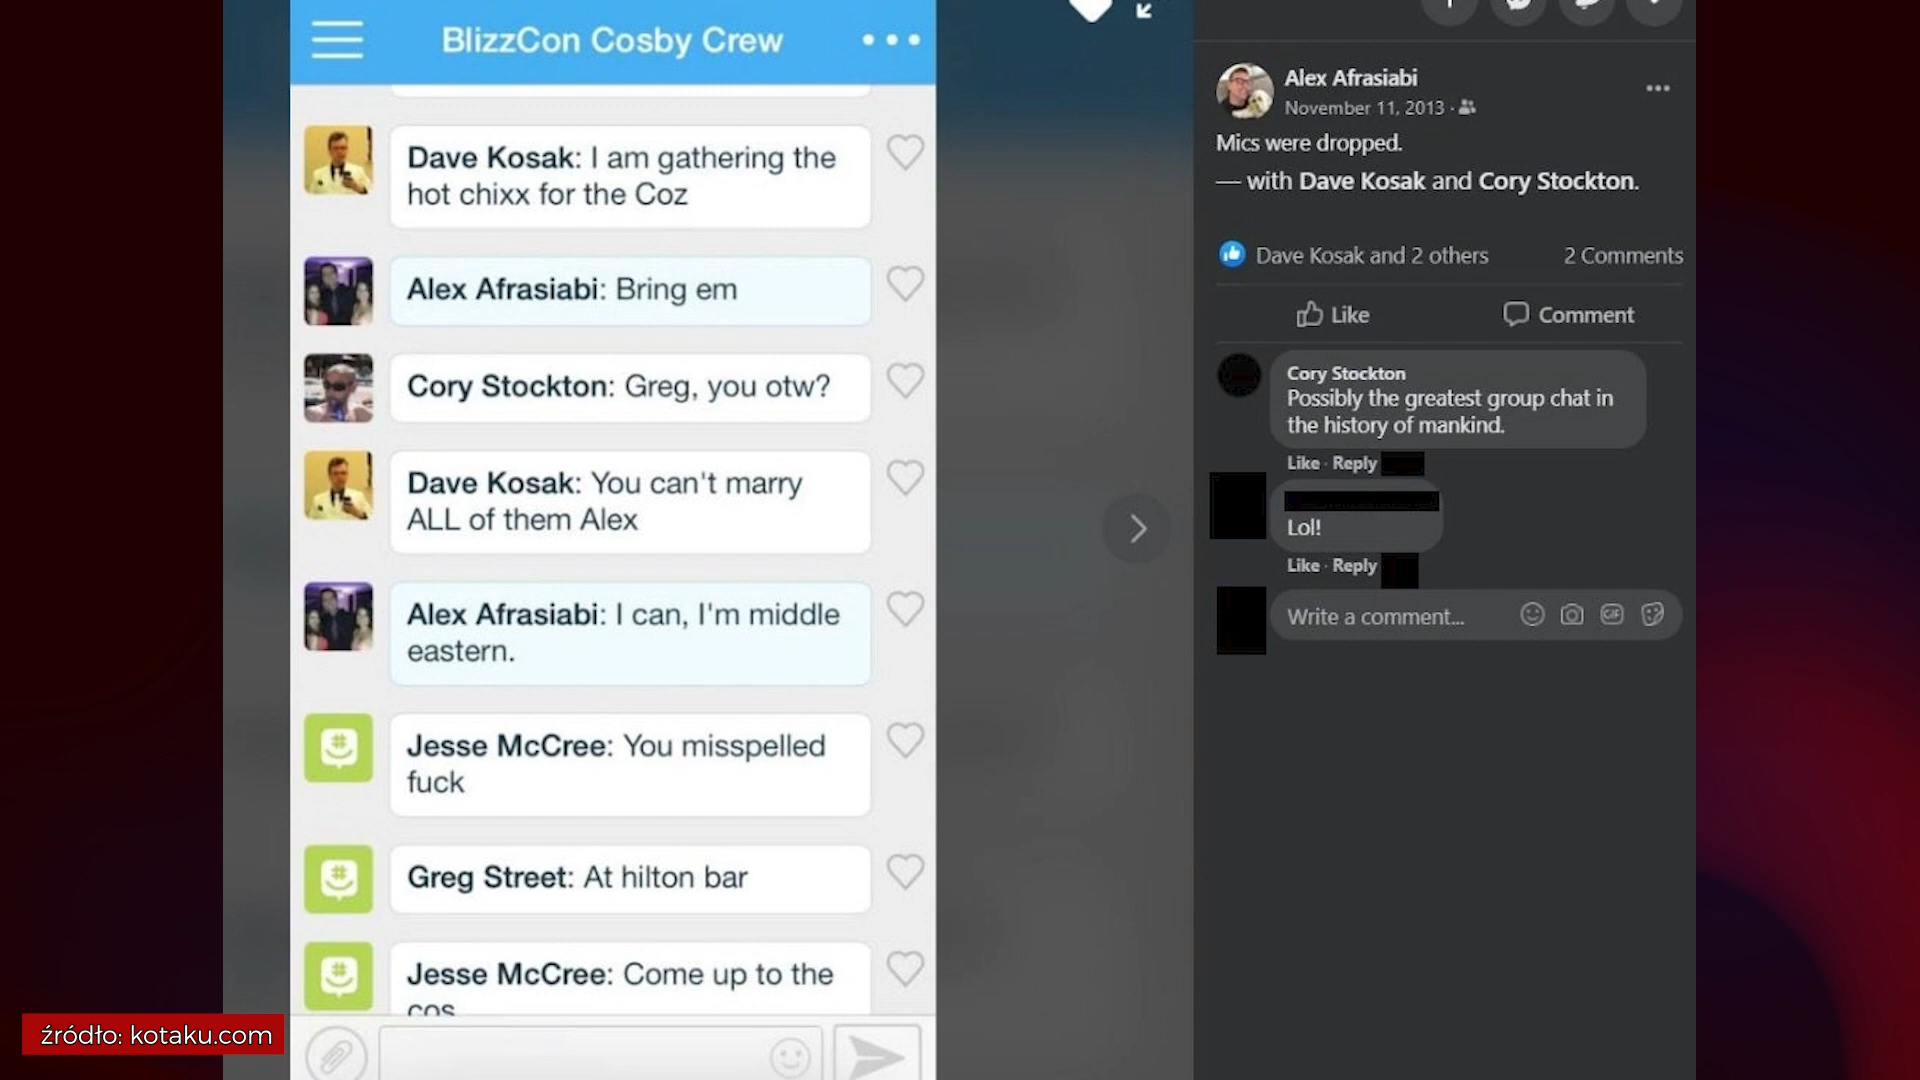 BlizzCon Cosby Crew
Dave Kosak: I am gathering the
hot chixx for the Coz
Alex Afrasiabi: Bring em
Cory Stockton: Greg, you otw?
Dave Kosak: You can't marry
ALL of them Alex
Alex Afrasiabi: I can, I'm middle
eastern.
Jesse McCree: You misspelled
fuck
Greg Street: At hilton bar
Jesse McCree: Come up to the
cos
Alex Afrasiabi
November 11, 2013 ·
Mics were dropped.
— with Dave Kosak and Cory Stockton.
Dave Kosak and 2 others 2 Comments
Like Comment
Cory Stockton
Possibly the greatest group chat in
the history of mankind.
Like · Reply
Lol!
Like · Reply
Write a comment...
GIF
źródło: kotaku.com